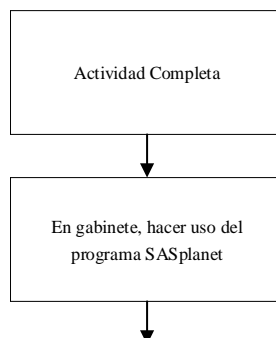 Actividad Completa
En gabinete, hacer uso del
programa SASplanet